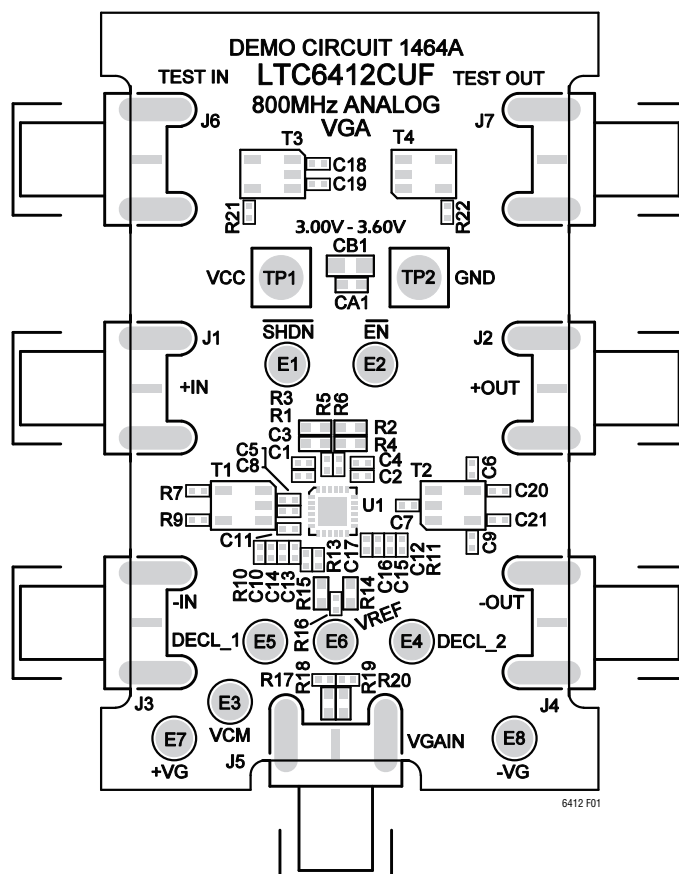 DEMO CIRCUIT 1464A
TEST IN
LTC6412CUF
TEST OUT
800MHz ANALOG
VGA
J6
J7
T3
T4
C18
C19
R21
R22
3.00V - 3.60V
CB1
VCC
TP1
TP2
GND
CA1
J1
SHDN
EN
J2
E1
E2
+IN
+OUT
R3
R1
C3
C1
R5
R6
R2
R4
C5
C8
C4
C2
T1
T2
C6
R7
U1
C20
R9
C7
C21
C11
C9
R10
C10
C14
C13
R13
C17
C16
C15
C12
R11
-IN
R15
R14
-OUT
R16
VREF
DECL_1
E5
E6
E4
DECL_2
R17
R18
R19
R20
J3
E3
J4
VCM
E7
E8
+VG
J5
VGAIN
-VG
6412 F01